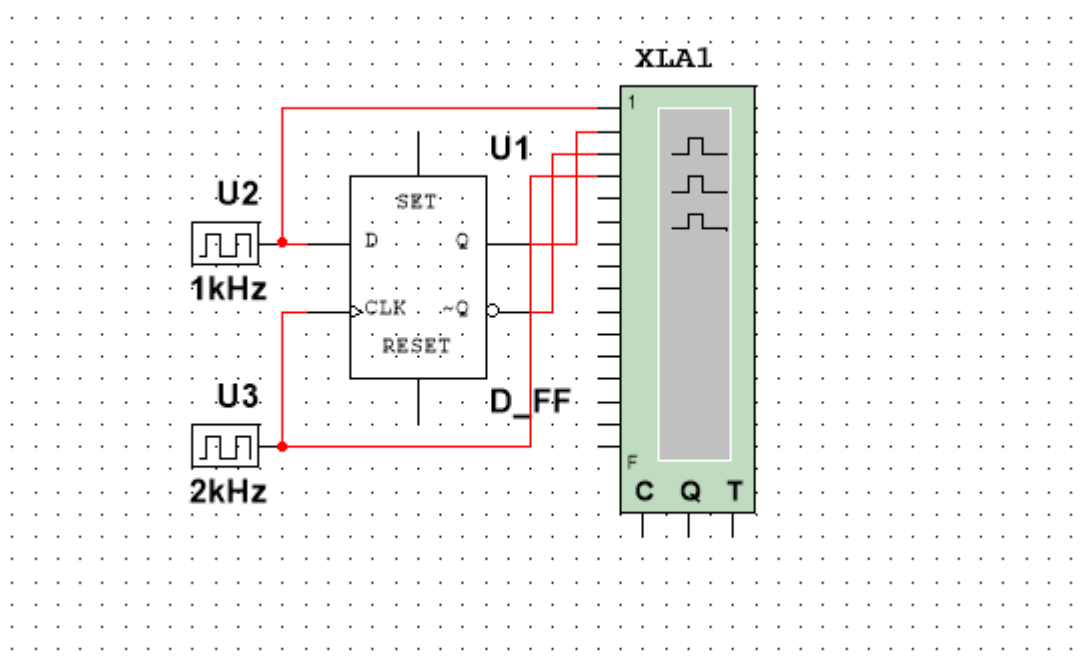 XLA1
1
U1
U2
SET
D Q
1kHz
CLK ~Q
RESET
U3
D_FF
F
2kHz
C Q T